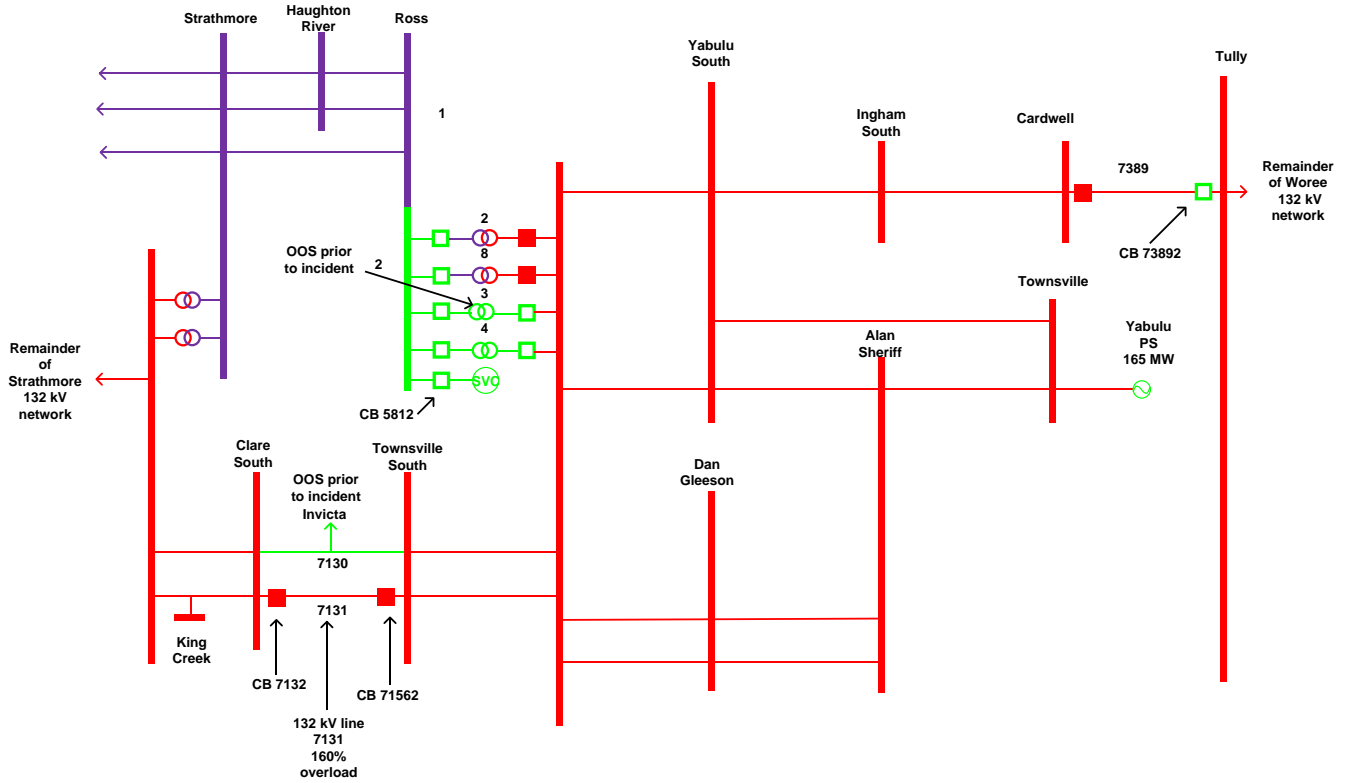 Strathmore
Haughton
River
Ross
Yabulu
South
Tully
1
Ingham
South
Cardwell
7389
Remainder
of Woree
132 kV
network
CB 73892
2
OOS prior
to incident
2
8
3
4
Townsville
Yabulu
PS
165 MW
Alan
Sheriff
Remainder
of
Strathmore
132 kV
network
SVC
CB 5812
Clare
South
Townsville
South
OOS prior
to incident
Invicta
Dan
Gleeson
7130
7131
King
Creek
CB 7132
CB 71562
132 kV line
7131
160%
overload